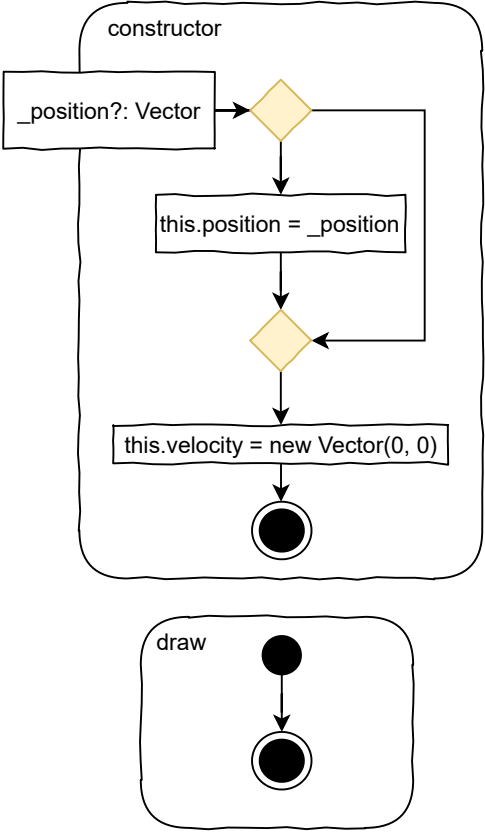 constructor
_position?: Vector
this.position = _position
this.velocity = new Vector(0, 0)
draw